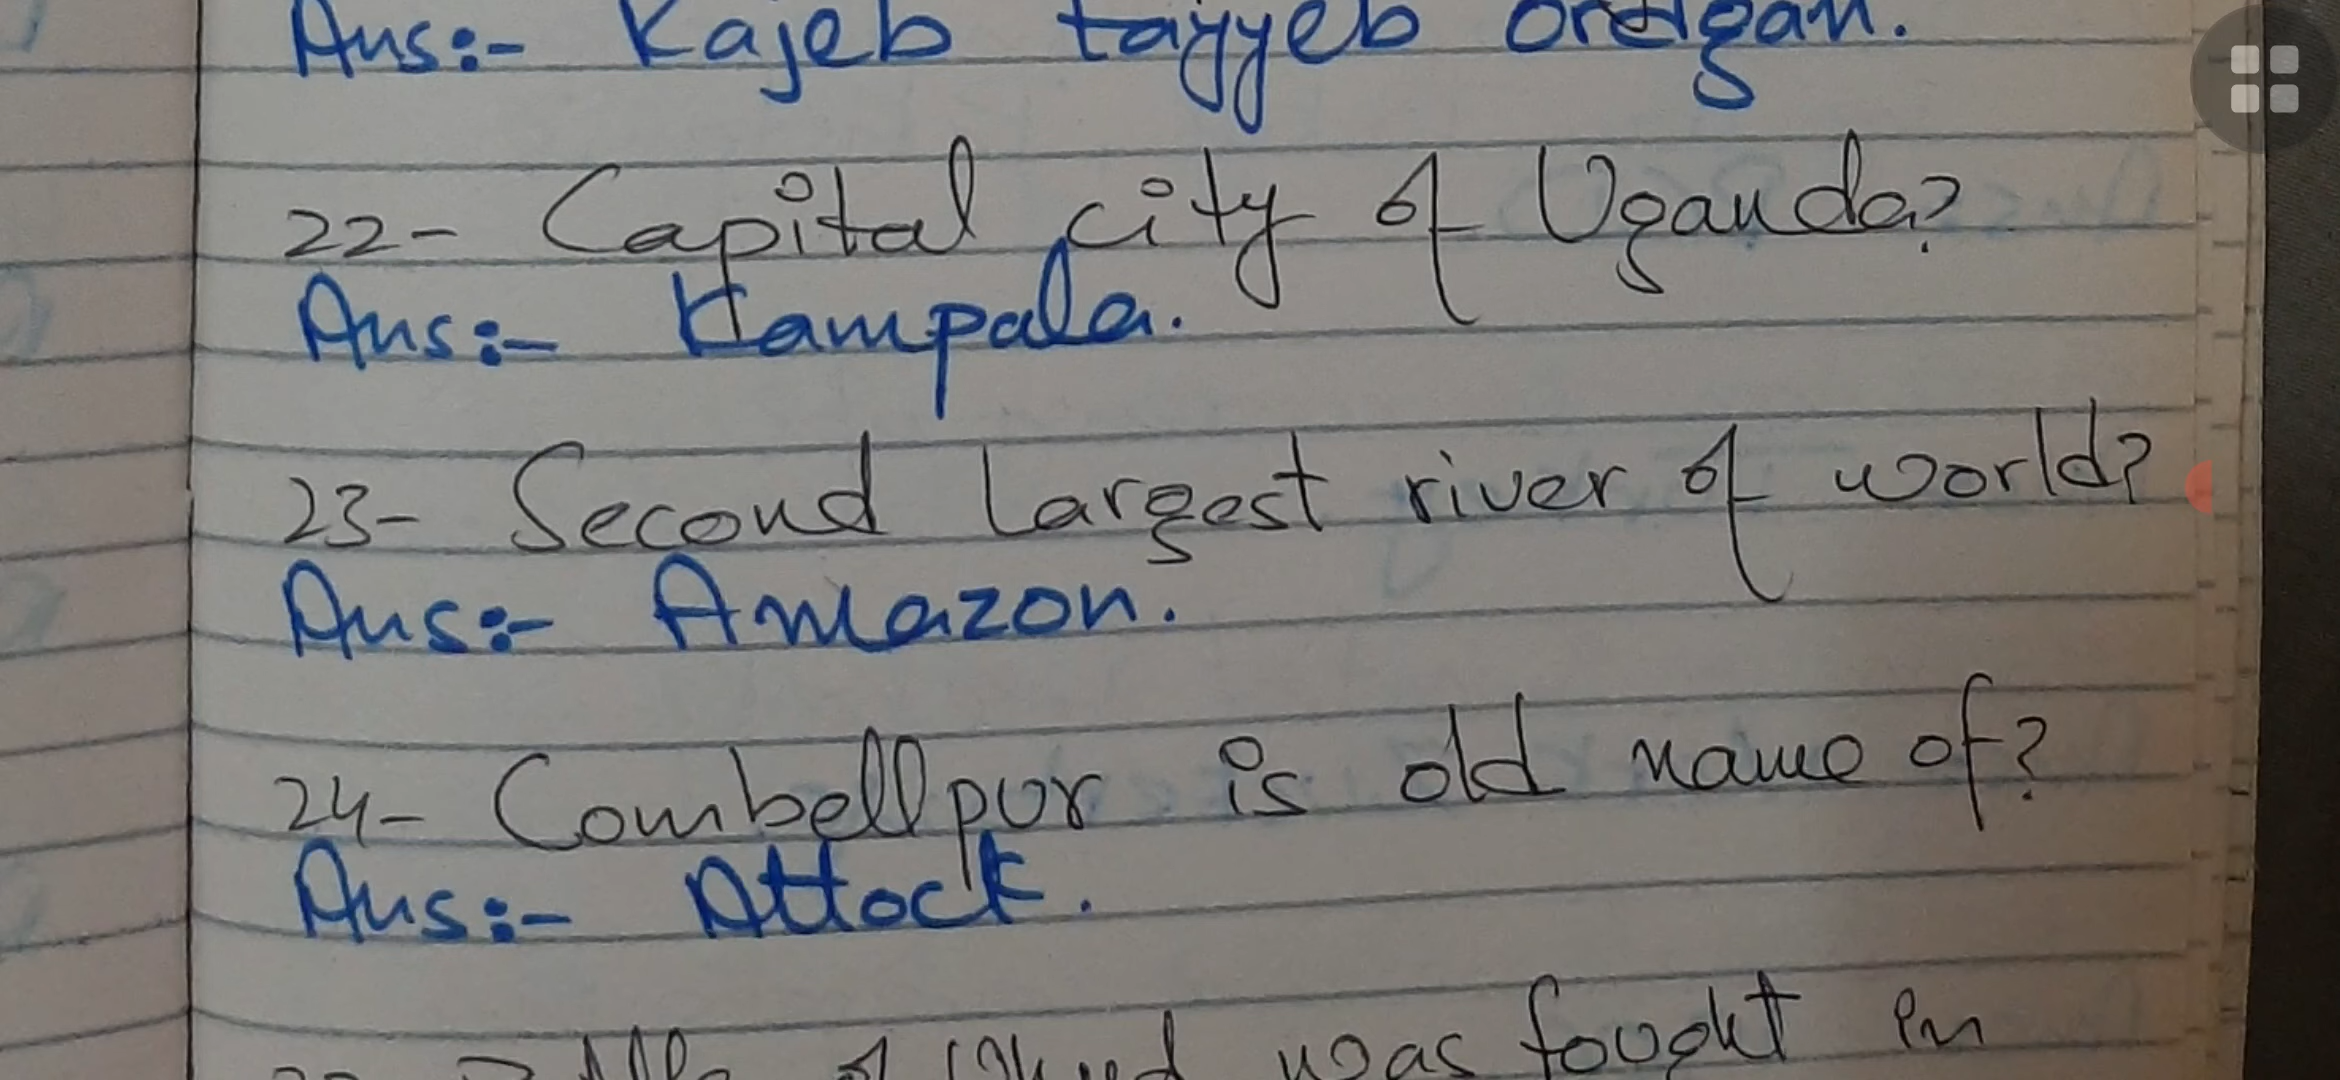 Ans:- Rajeb tayyeb ordgan.
22- Capital city of Uganda?
Ans:- Kampala.
23- Second largest river of world?
Ans:- Amazon.
24- Combellpur is old name of?
Ans:- Attock.
was fought in